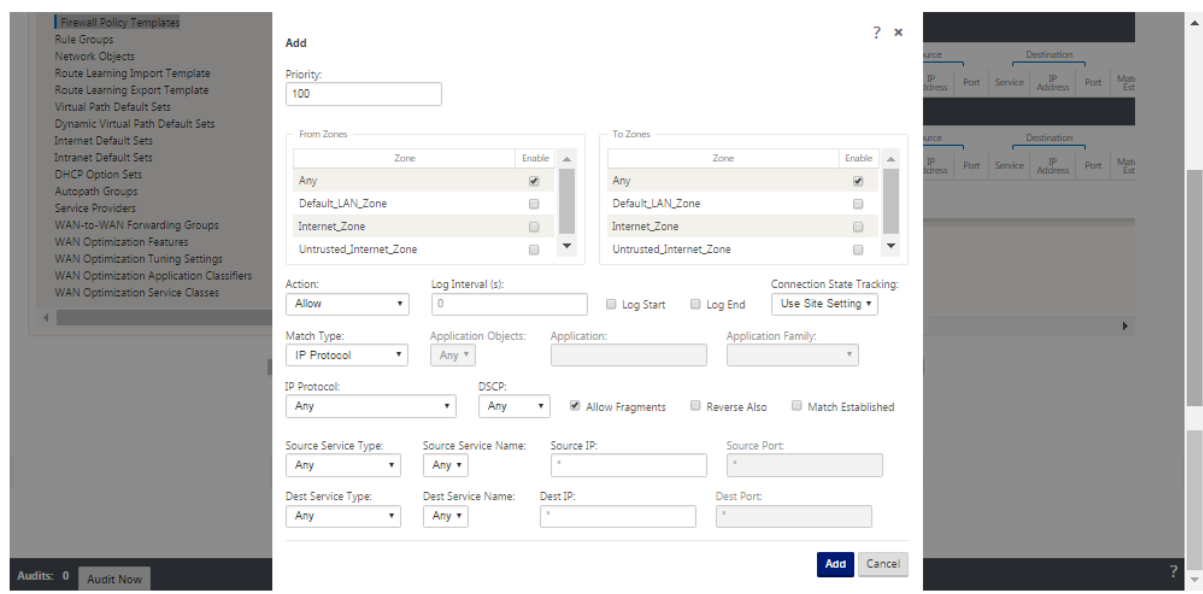 Firewall Policy Templates
Rule Groups
Network Objects
Route Learning Import Template
Route Learning Export Template
Virtual Path Default Sets
Dynamic Virtual Path Default Sets
Internet Default Sets
Intranet Default Sets
DHCP Option Sets
Autopath Groups
Service Providers
WAN-to-WAN Forwarding Groups
WAN Optimization Features
WAN Optimization Tuning Settings
WAN Optimization Application Classifiers
WAN Optimization Service Classes
Add
? ×
Priority:
100
From Zones
Zone Enable
Any
Default_LAN_Zone
Internet_Zone
Untrusted_Internet_Zone
To Zones
Zone Enable
Any
Default_LAN_Zone
Internet_Zone
Untrusted_Internet_Zone
Action: Log Interval (s): Connection State Tracking:
Allow 0 Log Start Log End Use Site Setting
Match Type: Application Objects: Application: Application Family:
IP Protocol Any
IP Protocol: DSCP:
Any Any Allow Fragments Reverse Also Match Established
Source Service Type: Source Service Name: Source IP: Source Port:
Any Any * *
Dest Service Type: Dest Service Name: Dest IP: Dest Port:
Any Any * *
Add Cancel
urce Destination
IP Port Service IP Port Mat
dress Address Est
urce Destination
IP Port Service IP Port Mat
dress Address Est
Audits: 0 Audit Now ?